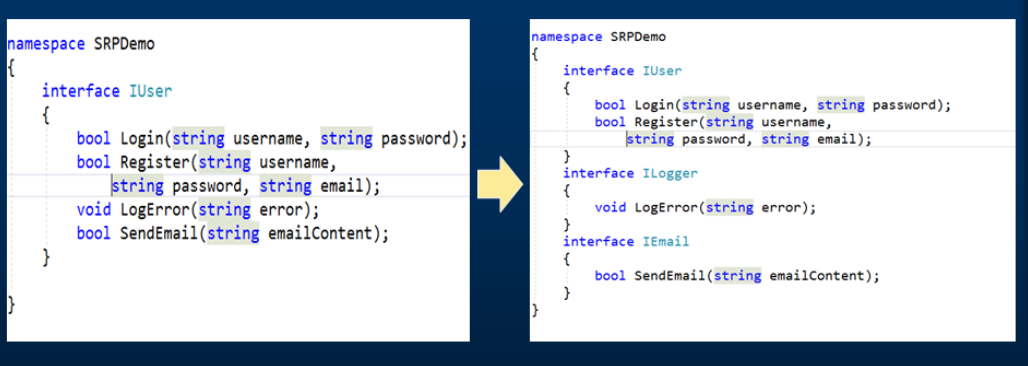 namespace SRPDemo
{
    interface IUser
    {
        bool Login(string username, string password);
        bool Register(string username,
            string password, string email);
        void LogError(string error);
        bool SendEmail(string emailContent);
    }
}
namespace SRPDemo
{
    interface IUser
    {
        bool Login(string username, string password);
        bool Register(string username,
            string password, string email);
    }
    interface ILogger
    {
        void LogError(string error);
    }
    interface IEmail
    {
        bool SendEmail(string emailContent);
    }
}